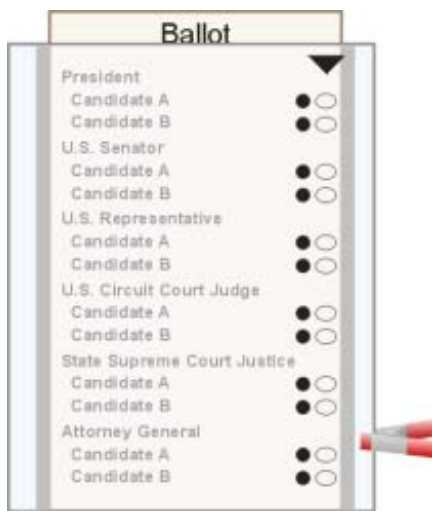 Ballot
President
Candidate A
Candidate B
U.S. Senator
Candidate A
Candidate B
U.S. Representative
Candidate A
Candidate B
U.S. Circuit Court Judge
Candidate A
Candidate B
State Supreme Court Justice
Candidate A
Candidate B
Attorney General
Candidate A
Candidate B